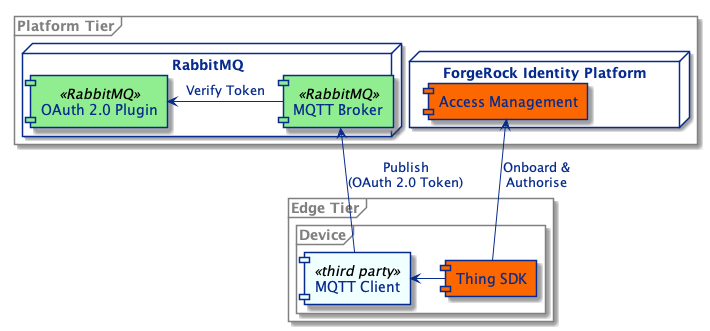 Platform Tier
RabbitMQ
«RabbitMQ»
OAuth 2.0 Plugin
Verify Token
«RabbitMQ»
MQTT Broker
ForgeRock Identity Platform
Access Management
Publish
(OAuth 2.0 Token)
Onboard &
Authorise
Edge Tier
Device
«third party»
MQTT Client
Thing SDK